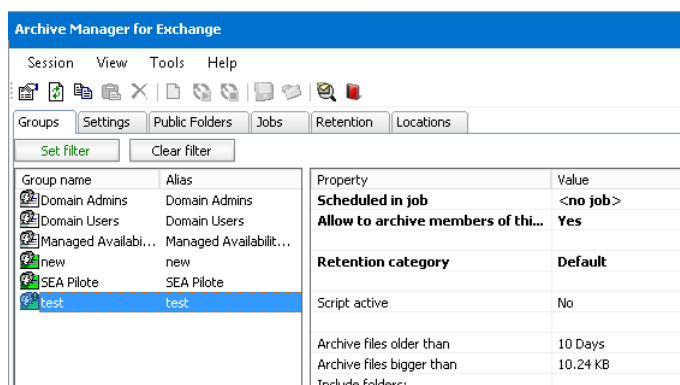 Archive Manager for Exchange
Session View Tools Help
Groups Settings Public Folders Jobs Retention Locations
Set filter Clear filter
Group name Alias Property Value
Domain Admins Domain Admins Scheduled in job <no job>
Domain Users Domain Users Allow to archive members of thi... Yes
Managed Availabi... Managed Availabilit...
new new Retention category Default
SEA Pilote SEA Pilote
test test Script active No
Archive files older than 10 Days
Archive files bigger than 10.24 KB
Include folders: